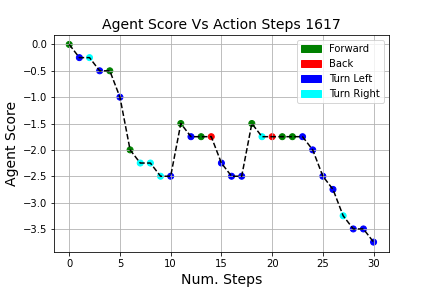 Agent Score Vs Action Steps 1617
Forward
Back
Turn Left
Turn Right
Agent Score
0.0
−0.5
−1.0
−1.5
−2.0
−2.5
−3.0
−3.5
0 5 10 15 20 25 30
Num. Steps